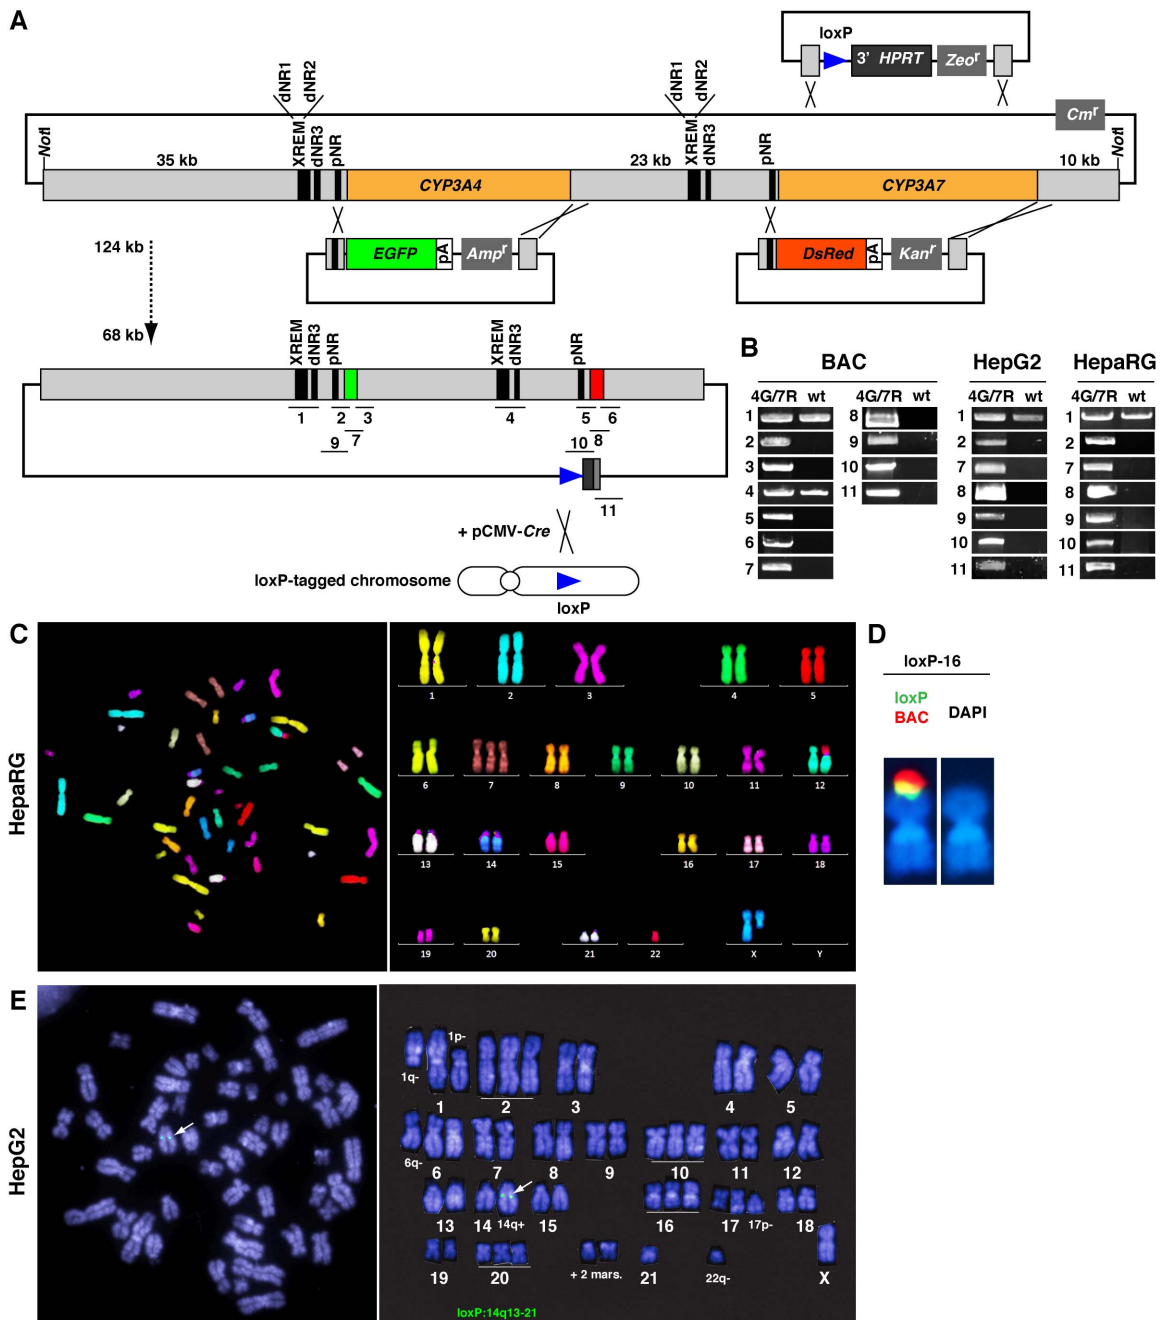 A
loxP
3' HPRT Zeor
dNR1 dNR2 dNR1 dNR2
Cmr
NotI XREM dNR3 pNR XREM dNR3 pNR NotI
35 kb 23 kb 10 kb
CYP3A4 CYP3A7
EGFP pA Ampr DsRed pA Kanr
124 kb
68 kb
XREM dNR3 pNR XREM dNR3 pNR
1 2 3 4 5 6
9 7 10 8
11
+ pCMV-Cre
loxP-tagged chromosome
loxP
B
BAC HepG2 HepaRG
4G/7R wt 4G/7R wt 4G/7R wt 4G/7R wt
1 8 1 1
2 9 2 2
3 10 7 7
4 11 8 8
5 9 9
6 10 10
7 11 11
C
HepaRG
1 2 3 4 5
6 7 8 9 10 11 12
13 14 15 16 17 18
19 20 21 22 X Y
D
loxP-16
loxP
BAC DAPI
E
HepG2
1p-
1q-
1 2 3 4 5
6q-
6 7 8 9 10 11 12
13 14 14q+ 15 16 17 17p- 18
19 20 + 2 mars. 21 22q- X
loxP:14q13-21